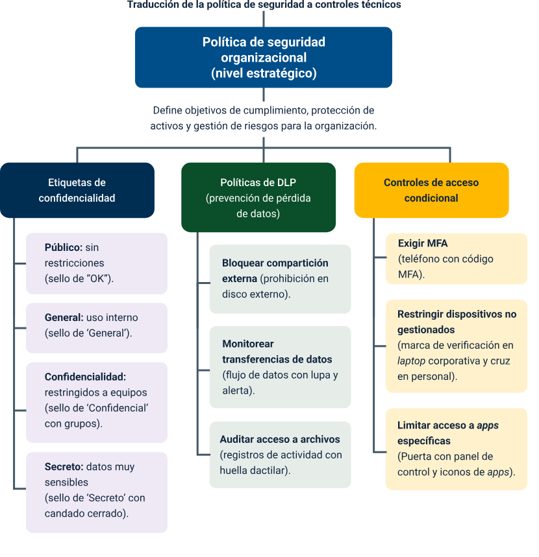 Traducción de la política de seguridad a controles técnicos
Política de seguridad
organizacional
(nivel estratégico)
Define objetivos de cumplimiento, protección de
activos y gestión de riesgos para la organización.
Etiquetas de
confidencialidad
Público: sin
restricciones
(sello de “OK”).
General: uso interno
(sello de ‘General’).
Confidencialidad:
restringidos a equipos
(sello de ‘Confidencial’
con grupos).
Secreto: datos muy
sensibles
(sello de ‘Secreto’ con
candado cerrado).
Políticas de DLP
(prevención de pérdida
de datos)
Bloquear compartición
externa (prohibición en
disco externo).
Monitorear
transferencias de datos
(flujo de datos con lupa y
alerta).
Auditar acceso a archivos
(registros de actividad con
huella dactilar).
Controles de acceso
condicional
Exigir MFA
(teléfono con código
MFA).
Restringir dispositivos no
gestionados
(marca de verificación en
laptop corporativa y cruz
en personal).
Limitar acceso a apps
específicas
(Puerta con panel de
control y iconos de apps).